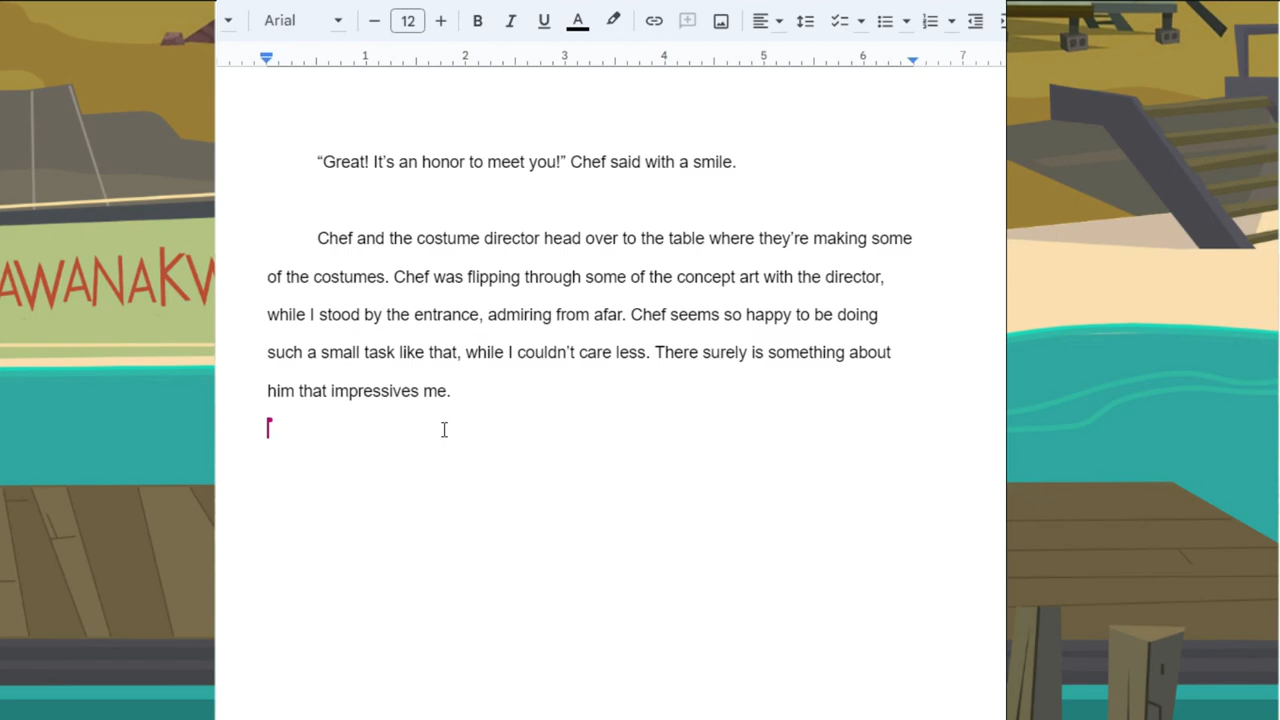 Arial
12
1 2 3 4 5 6 7
“Great! It’s an honor to meet you!” Chef said with a smile.
Chef and the costume director head over to the table where they’re making some
of the costumes. Chef was flipping through some of the concept art with the director,
while I stood by the entrance, admiring from afar. Chef seems so happy to be doing
such a small task like that, while I couldn’t care less. There surely is something about
him that impressives me.
AWANAKW